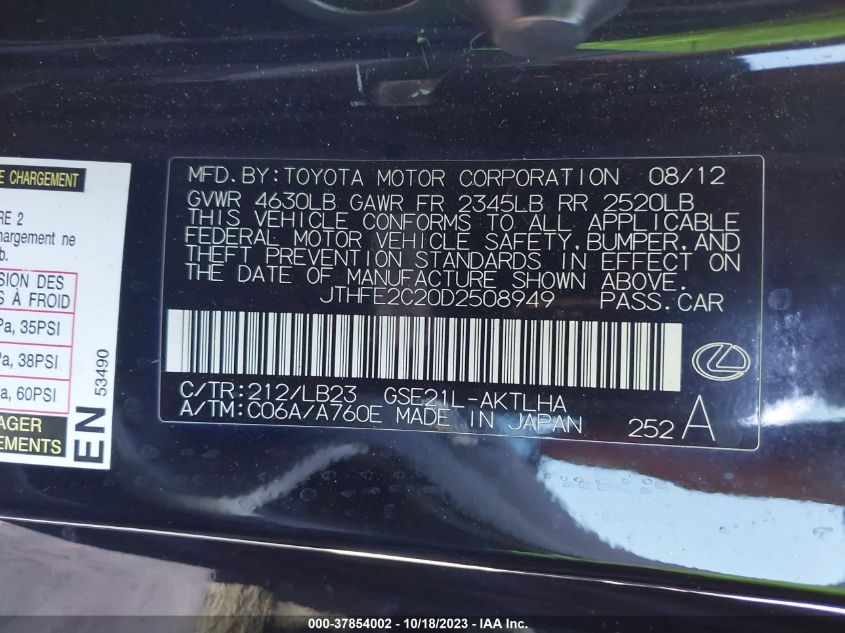 E CHARGEMENT
RE 2
hargement ne
b.
SION DES
S À FROID
Pa, 35PSI
Pa, 38PSI
a, 60PSI
AGER
EMENTS
EN
53490
MFD.BY:TOYOTA MOTOR CORPORATION 08/12
GVWR 4630LB GAWR FR 2345LB RR 2520LB
THIS VEHICLE CONFORMS TO ALL APPLICABLE
FEDERAL MOTOR VEHICLE SAFETY,BUMPER,AND
THEFT PREVENTION STANDARDS IN EFFECT ON
THE DATE OF MANUFACTURE SHOWN ABOVE.
JTHFE2C20D2508949 PASS.CAR
C/TR:212/LB23 GSE21L-AKTLHA
A/TM:C06A/A760E MADE IN JAPAN
252 A
000-37854002 - 10/18/2023 - IAAI.COM